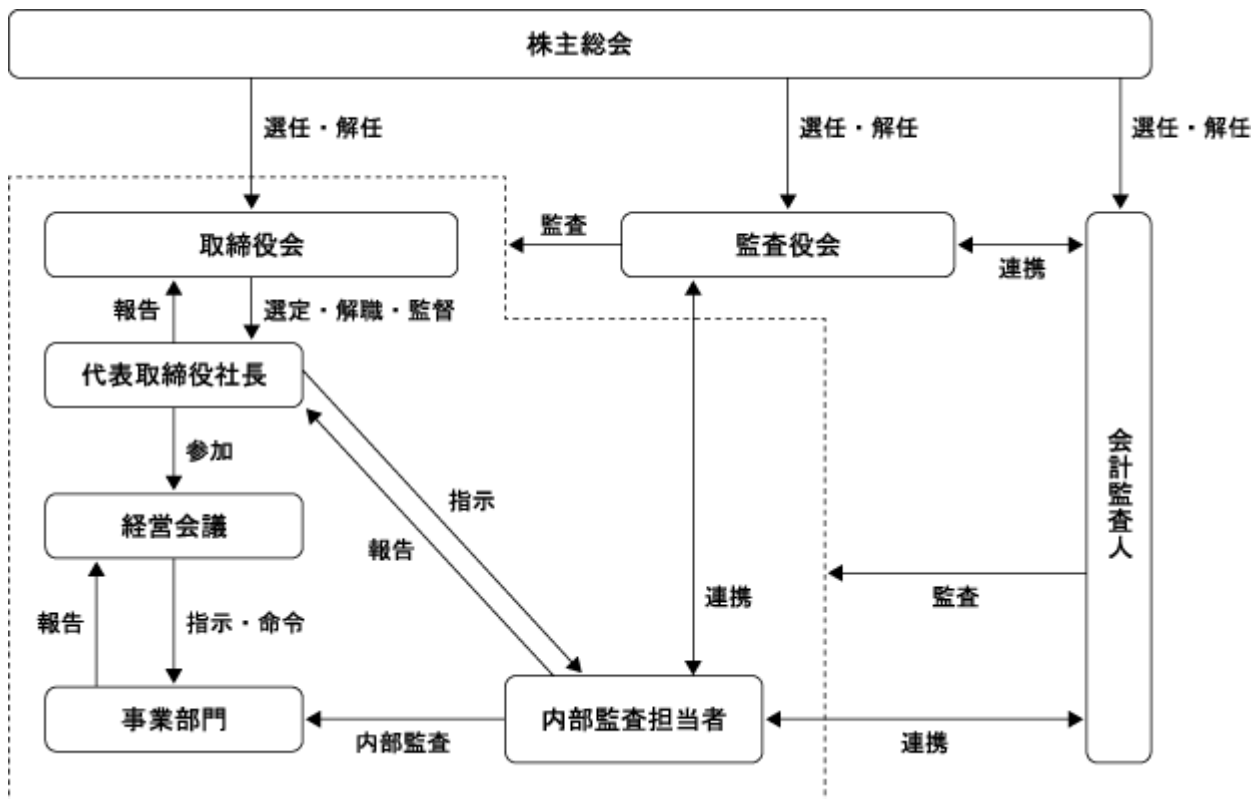 株主総会
選任・解任
選任・解任
選任・解任
取締役会
監査
監査役会
連携
報告
選定・解職・監督
代表取締役社長
参加
指示
報告
経営会議
会計監査人
連携
監査
報告
指示・命令
事業部門
内部監査
内部監査担当者
連携